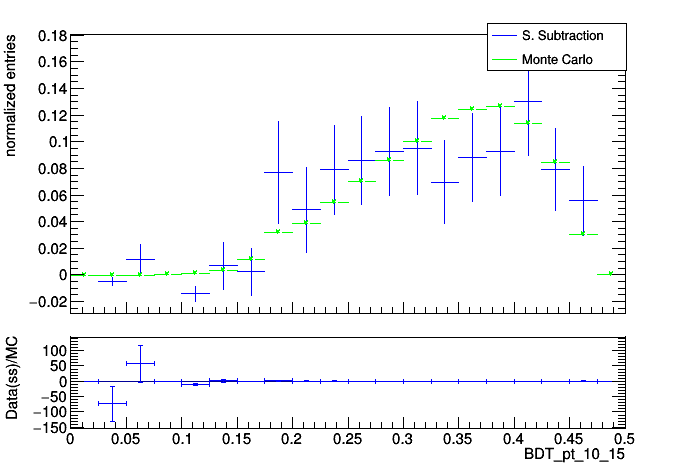 S. Subtraction
Monte Carlo
normalized entries
0.18
0.16
0.14
0.12
0.1
0.08
0.06
0.04
0.02
0
−0.02
Data(ss)/MC
100
50
0
−50
−100
−150
0 0.05 0.1 0.15 0.2 0.25 0.3 0.35 0.4 0.45 0.5
BDT_pt_10_15